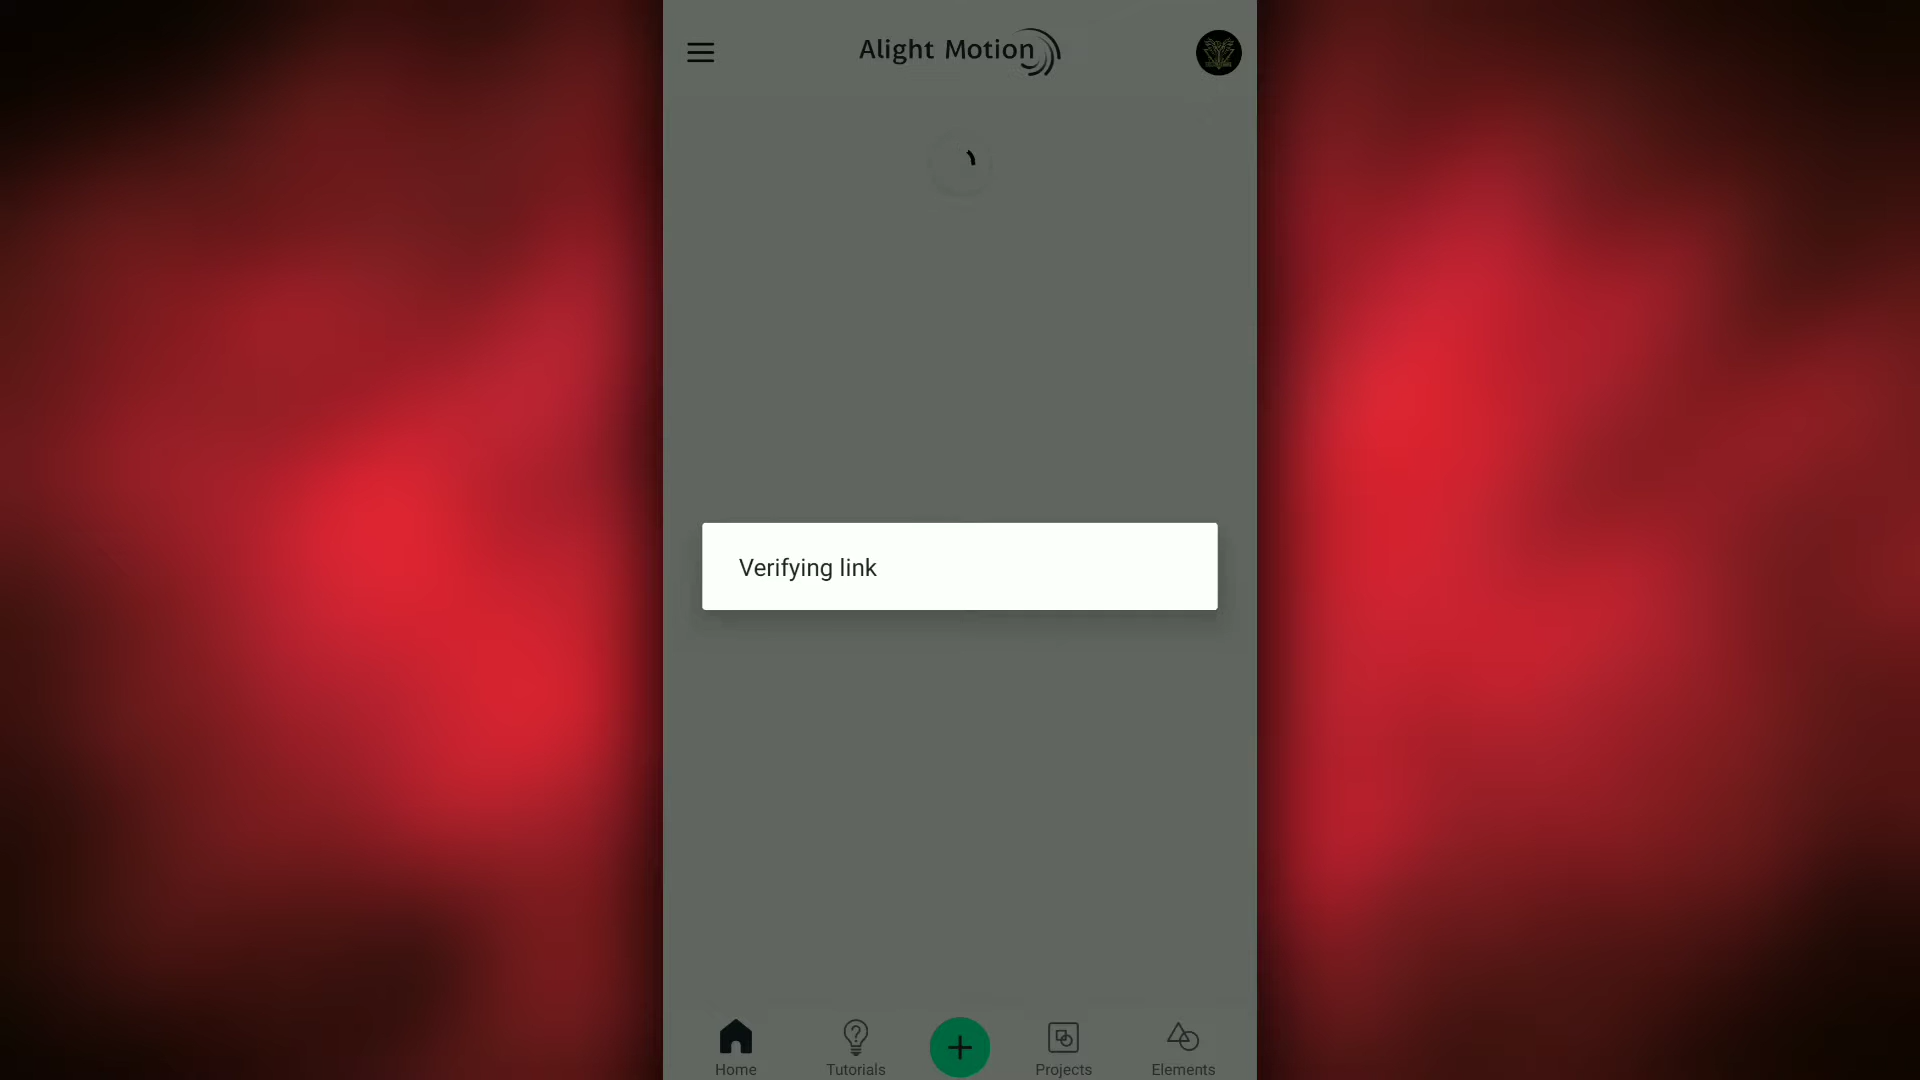 Alight Motion
Verifying link
Home
Tutorials
Projects
Elements